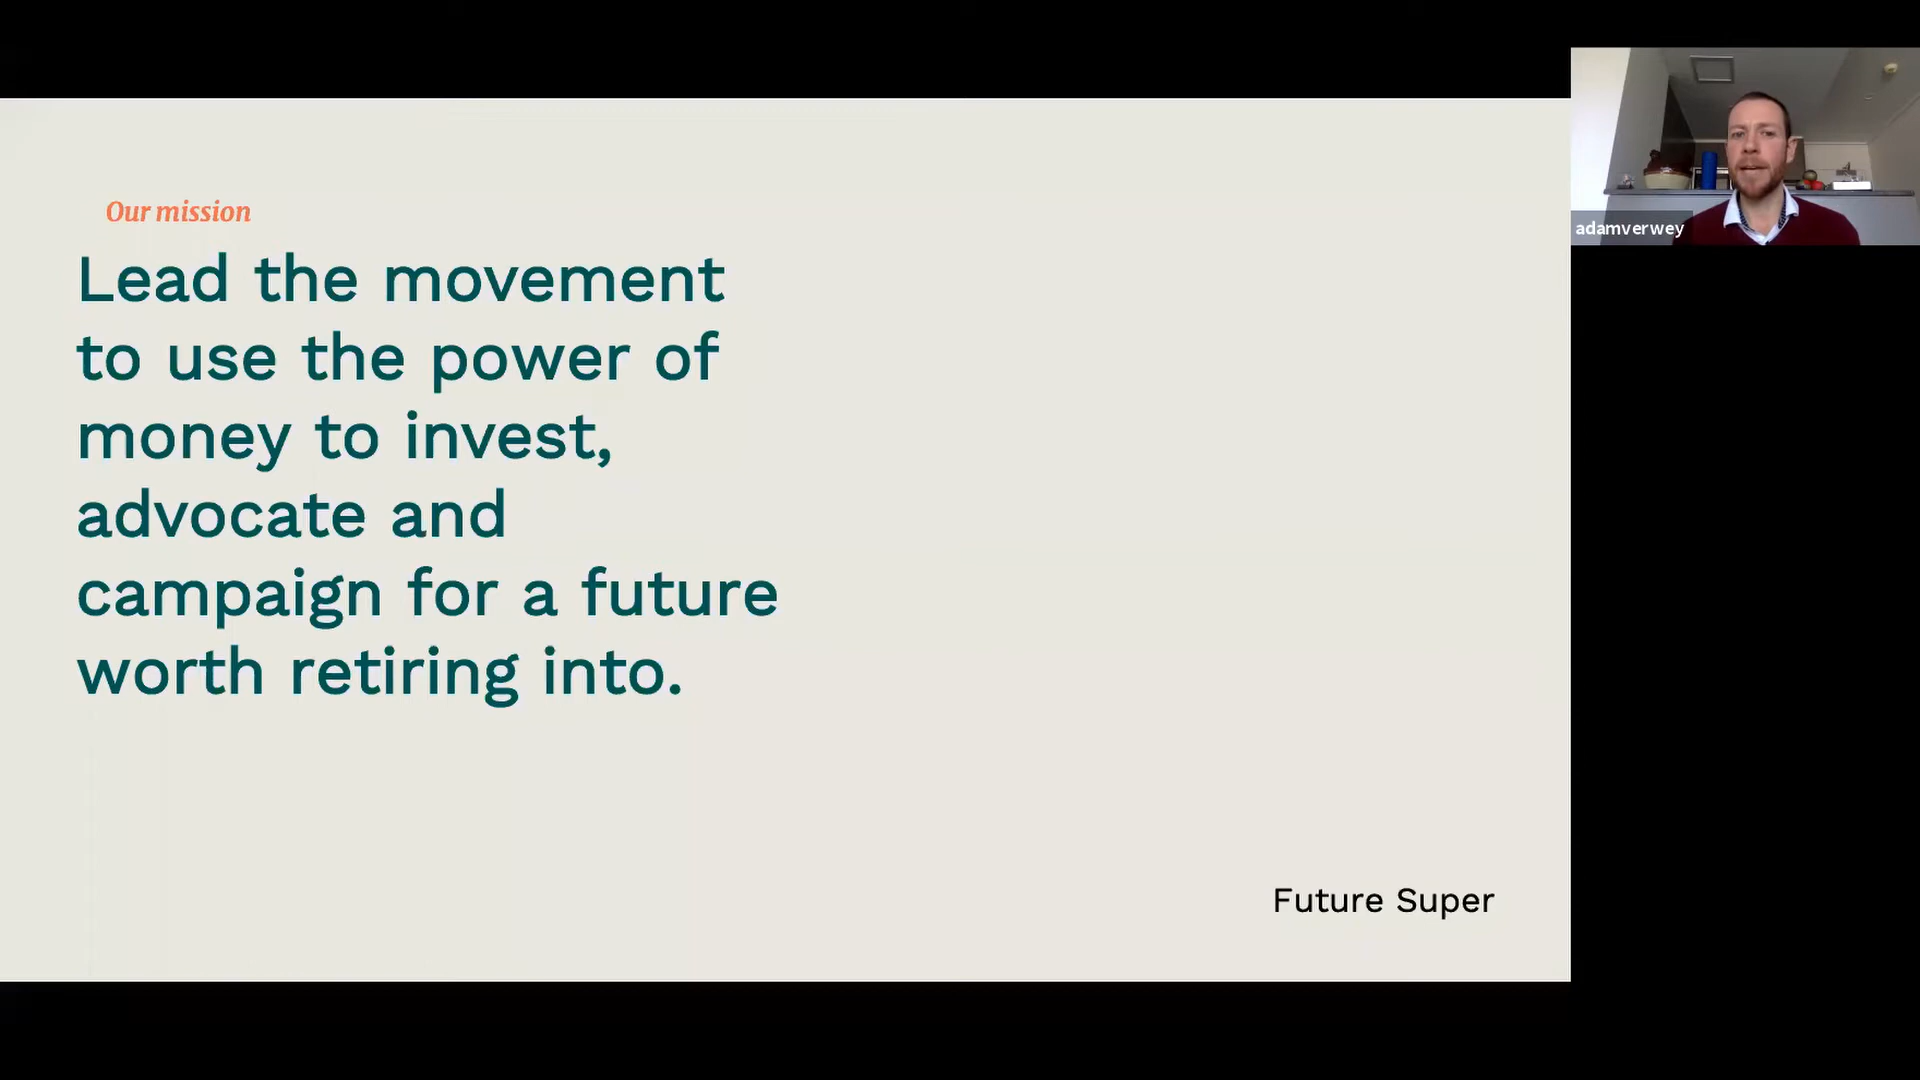 Our mission
Lead the movement
to use the power of
money to invest,
advocate and
campaign for a future
worth retiring into.
Future Super
adamverwey